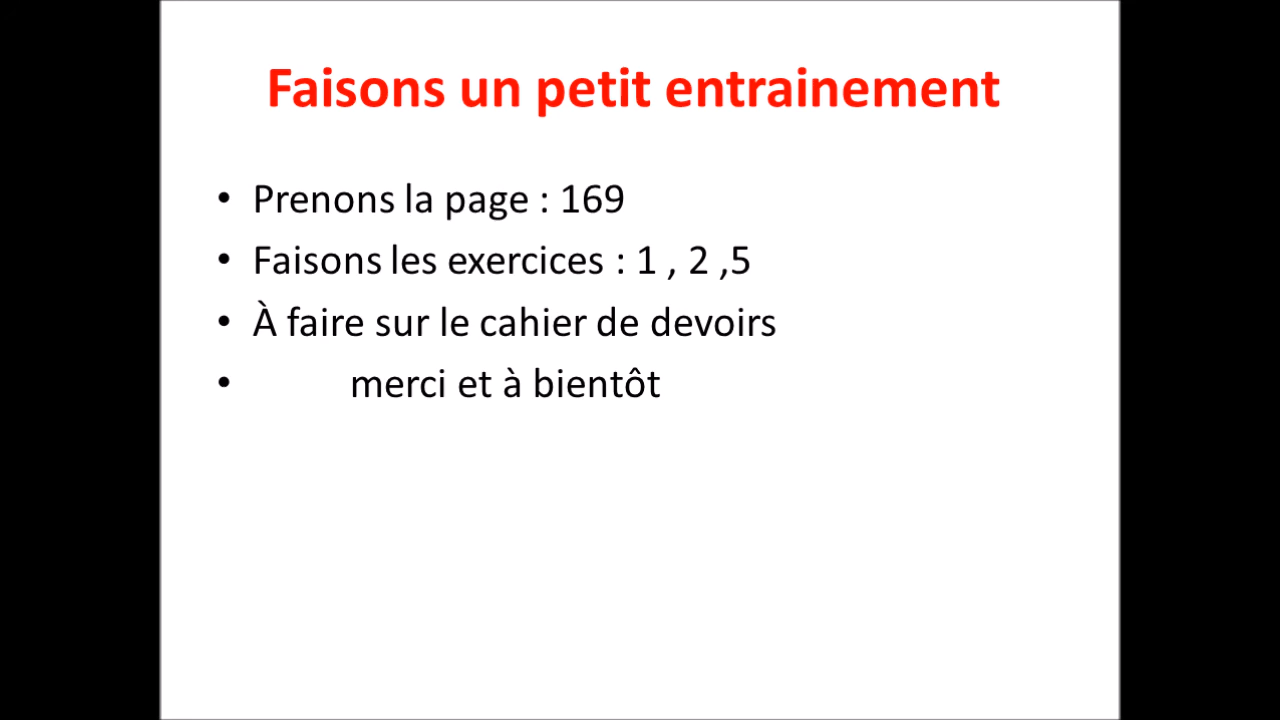 Faisons un petit entrainement
• Prenons la page : 169
• Faisons les exercices : 1 , 2 ,5
• À faire sur le cahier de devoirs
• merci et à bientôt